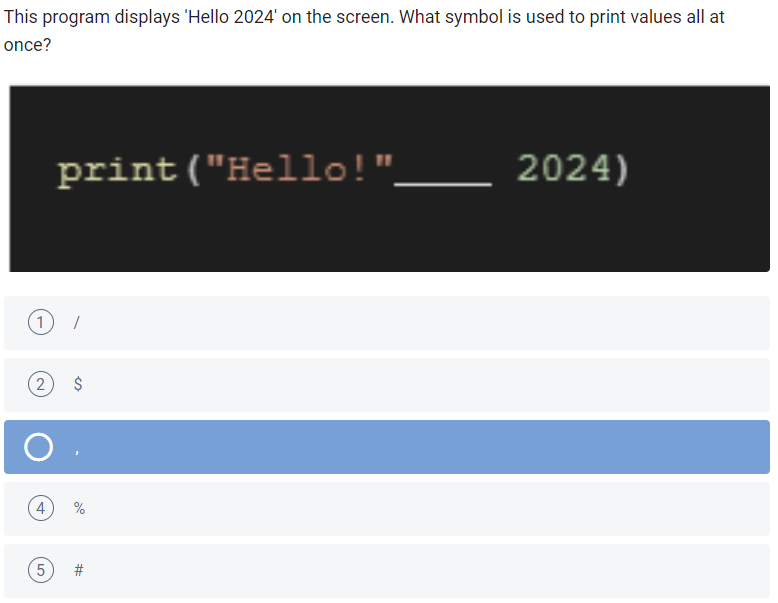 This program displays 'Hello 2024' on the screen. What symbol is used to print values all at
once?
print("Hello!"____ 2024)
1 /
2 $
,
4 %
5 #